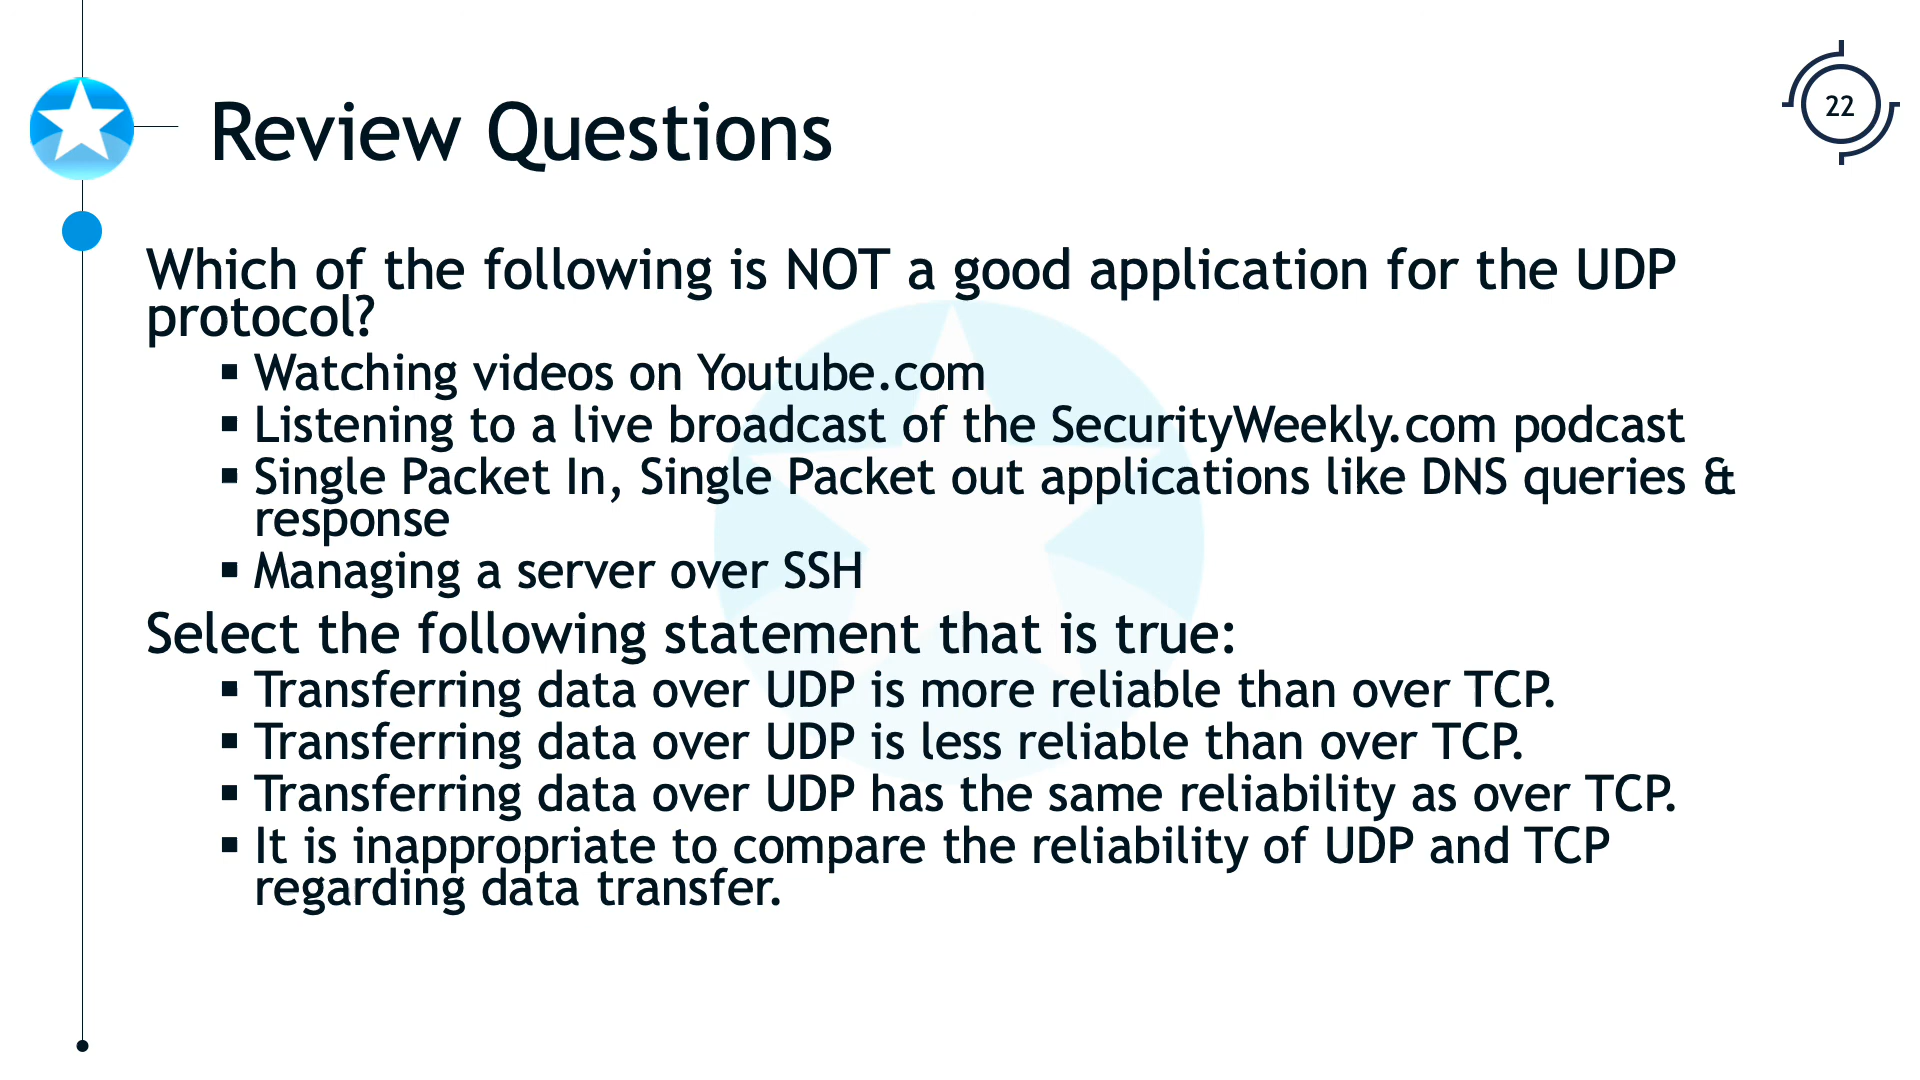 Review Questions
22
Which of the following is NOT a good application for the UDP
protocol?
▪ Watching videos on Youtube.com
▪ Listening to a live broadcast of the SecurityWeekly.com podcast
▪ Single Packet In, Single Packet out applications like DNS queries &
response
▪ Managing a server over SSH
Select the following statement that is true:
▪ Transferring data over UDP is more reliable than over TCP.
▪ Transferring data over UDP is less reliable than over TCP.
▪ Transferring data over UDP has the same reliability as over TCP.
▪ It is inappropriate to compare the reliability of UDP and TCP
regarding data transfer.